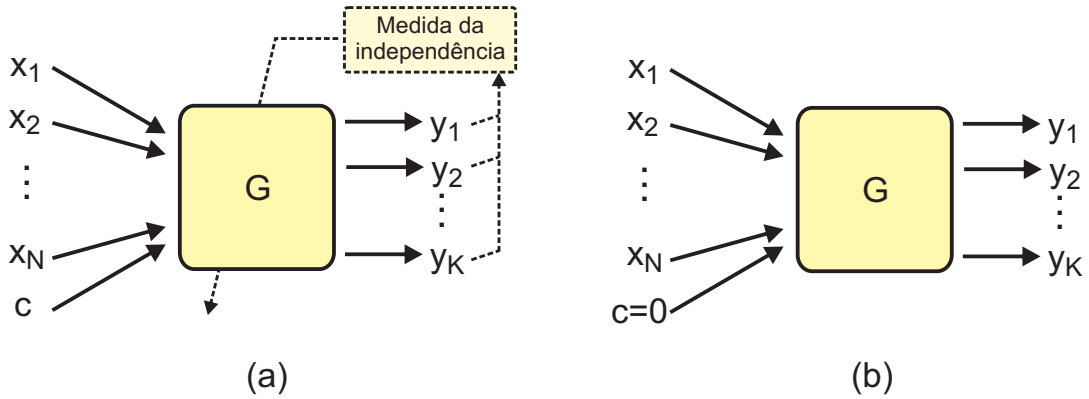 Medida da
independência
x1
x2
⋮
xN
c
G
y1
y2
⋮
yK
(a)
x1
x2
⋮
xN
c=0
G
y1
y2
⋮
yK
(b)